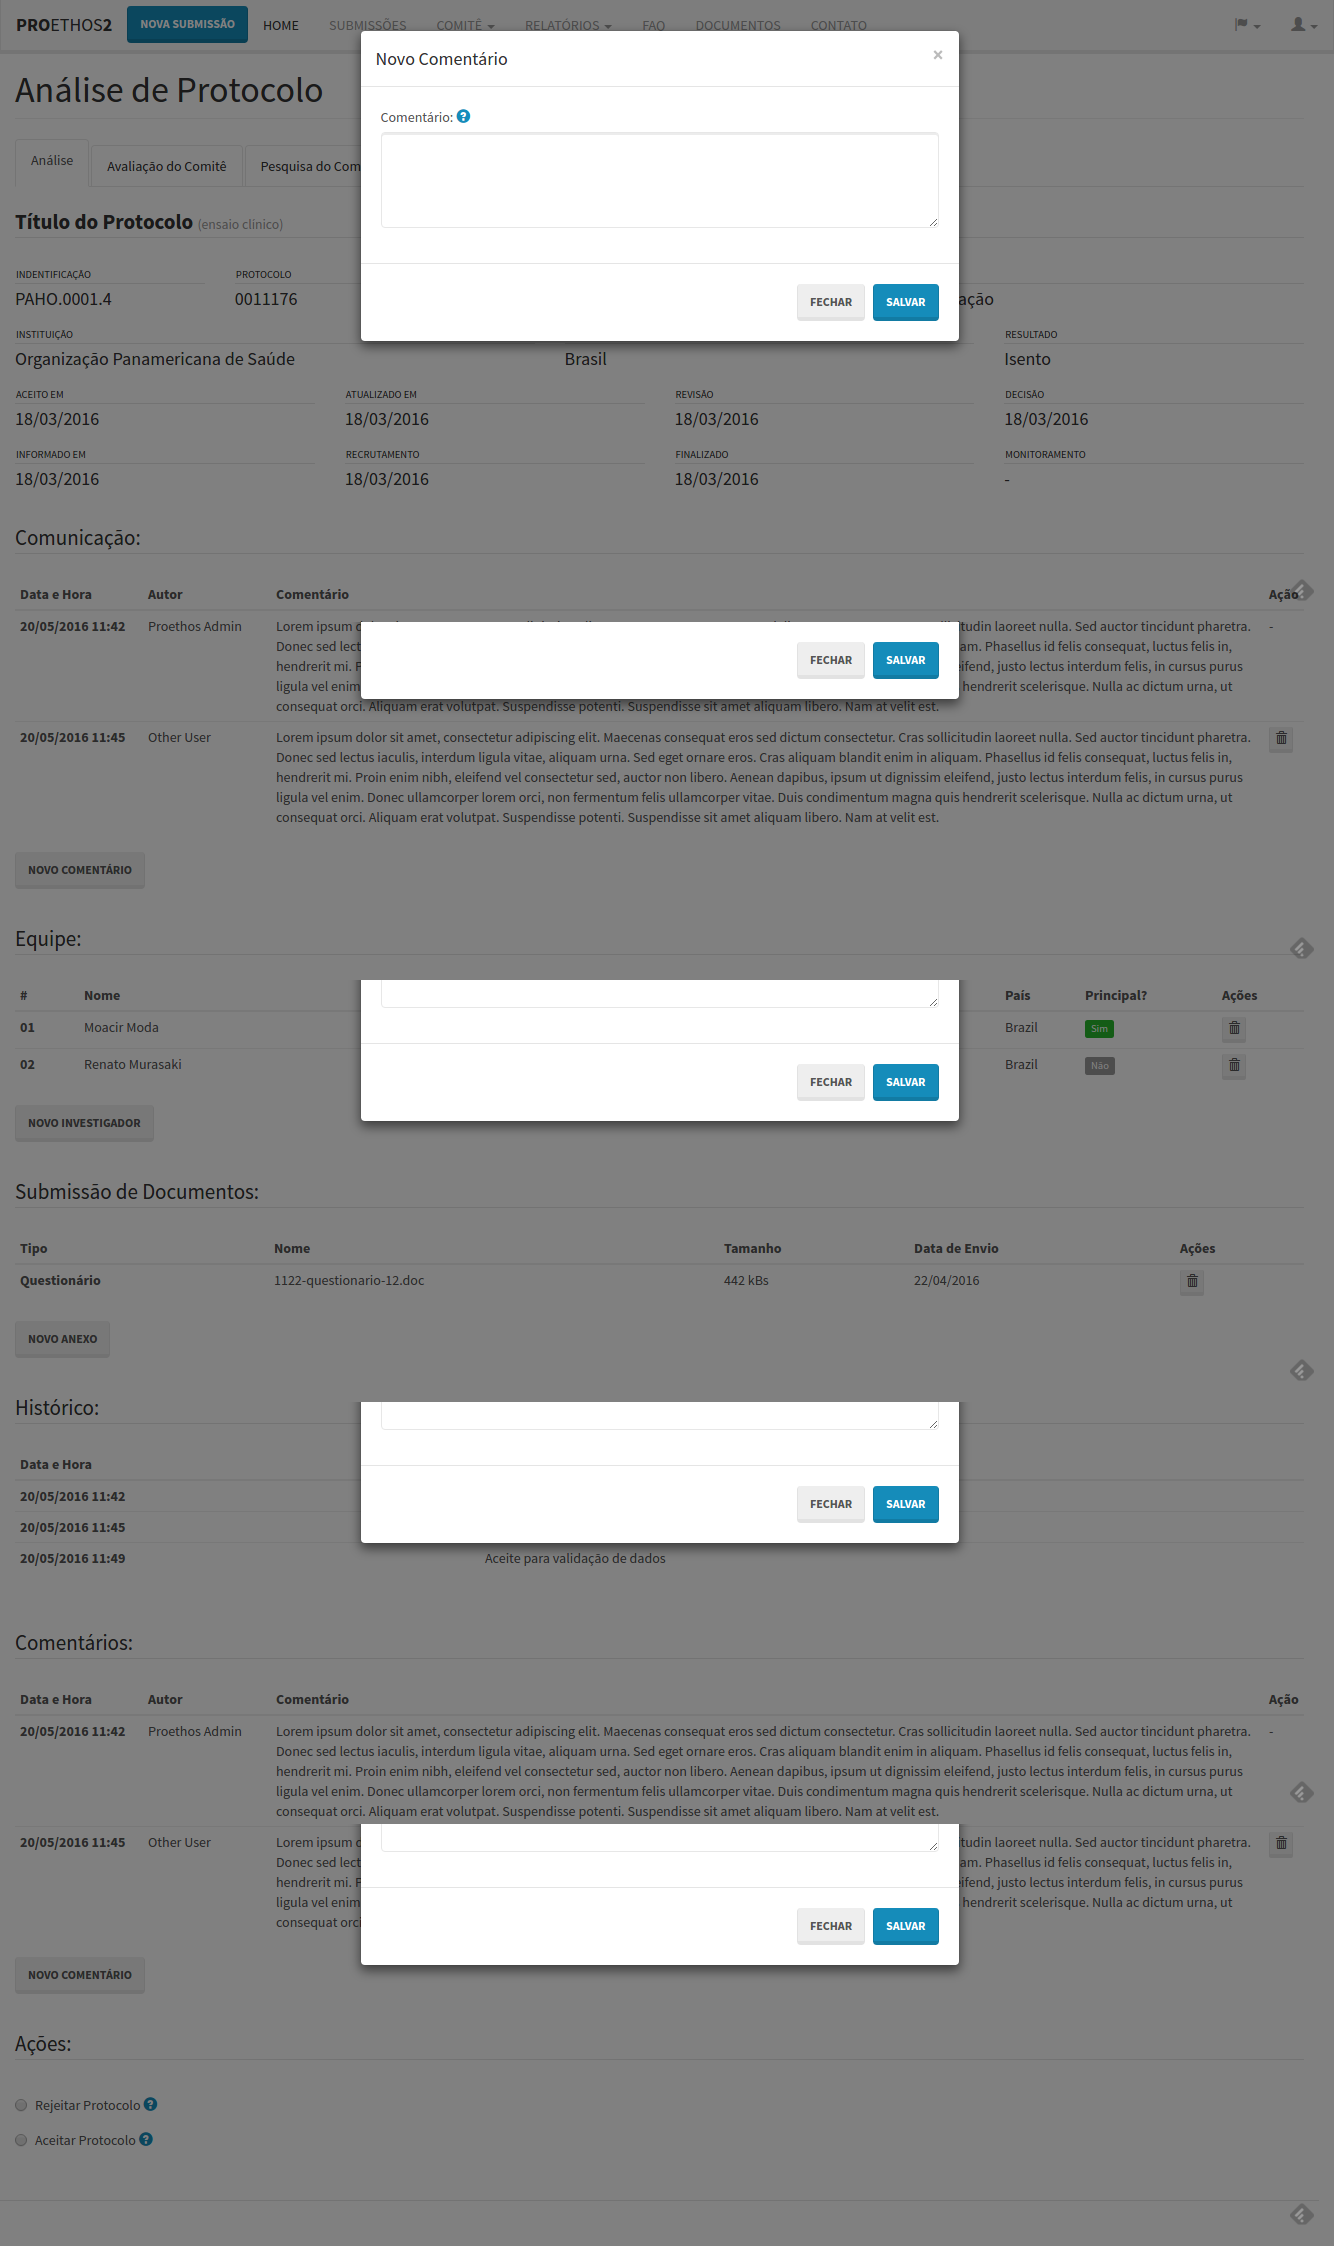 PROETHOS2 NOVA SUBMISSÃO HOME SUBMISSÕES COMITÊ RELATÓRIOS FAQ DOCUMENTOS CONTATO
Novo Comentário ×
Análise de Protocolo
Comentário:
Análise Avaliação do Comitê Pesquisa do Com
Título do Protocolo (ensaio clínico)
INDENTIFICAÇÃO PROTOCOLO
PAHO.0001.4 0011176 ação
FECHAR SALVAR
INSTITUIÇÃO RESULTADO
Organização Panamericana de Saúde Brasil Isento
ACEITO EM ATUALIZADO EM REVISÃO DECISÃO
18/03/2016 18/03/2016 18/03/2016 18/03/2016
INFORMADO EM RECRUTAMENTO FINALIZADO MONITORAMENTO
18/03/2016 18/03/2016 18/03/2016 -
Comunicação:
Data e Hora Autor Comentário Ação
20/05/2016 11:42 Proethos Admin Lorem ipsum tudin laoreet nulla. Sed auctor tincidunt pharetra. -
Donec sed lect am. Phasellus id felis consequat, luctus felis in,
hendrerit mi. eifend, justo lectus interdum felis, in cursus purus
ligula vel enim hendrerit scelerisque. Nulla ac dictum urna, ut
FECHAR SALVAR
consequat orci. Aliquam erat volutpat. Suspendisse potenti. Suspendisse sit amet aliquam libero. Nam at velit est.
20/05/2016 11:45 Other User Lorem ipsum dolor sit amet, consectetur adipiscing elit. Maecenas consequat eros sed dictum consectetur. Cras sollicitudin laoreet nulla. Sed auctor tincidunt pharetra.
Donec sed lectus iaculis, interdum ligula vitae, aliquam urna. Sed eget ornare eros. Cras aliquam blandit enim in aliquam. Phasellus id felis consequat, luctus felis in,
hendrerit mi. Proin enim nibh, eleifend vel consectetur sed, auctor non libero. Aenean dapibus, ipsum ut dignissim eleifend, justo lectus interdum felis, in cursus purus
ligula vel enim. Donec ullamcorper lorem orci, non fermentum felis ullamcorper vitae. Duis condimentum magna quis hendrerit scelerisque. Nulla ac dictum urna, ut
consequat orci. Aliquam erat volutpat. Suspendisse potenti. Suspendisse sit amet aliquam libero. Nam at velit est.
NOVO COMENTÁRIO
Equipe:
# Nome País Principal? Ações
01 Moacir Moda Brazil Sim
02 Renato Murasaki Brazil Não
FECHAR SALVAR
NOVO INVESTIGADOR
Submissão de Documentos:
Tipo Nome Tamanho Data de Envio Ações
Questionário 1122-questionario-12.doc 442 kBs 22/04/2016
NOVO ANEXO
Histórico:
Data e Hora
20/05/2016 11:42
FECHAR SALVAR
20/05/2016 11:45
20/05/2016 11:49 Aceite para validação de dados
Comentários:
Data e Hora Autor Comentário Ação
20/05/2016 11:42 Proethos Admin Lorem ipsum dolor sit amet, consectetur adipiscing elit. Maecenas consequat eros sed dictum consectetur. Cras sollicitudin laoreet nulla. Sed auctor tincidunt pharetra. -
Donec sed lectus iaculis, interdum ligula vitae, aliquam urna. Sed eget ornare eros. Cras aliquam blandit enim in aliquam. Phasellus id felis consequat, luctus felis in,
hendrerit mi. Proin enim nibh, eleifend vel consectetur sed, auctor non libero. Aenean dapibus, ipsum ut dignissim eleifend, justo lectus interdum felis, in cursus purus
ligula vel enim. Donec ullamcorper lorem orci, non fermentum felis ullamcorper vitae. Duis condimentum magna quis hendrerit scelerisque. Nulla ac dictum urna, ut
consequat orci. Aliquam erat volutpat. Suspendisse potenti. Suspendisse sit amet aliquam libero. Nam at velit est.
20/05/2016 11:45 Other User Lorem ipsum tudin laoreet nulla. Sed auctor tincidunt pharetra.
Donec sed lect am. Phasellus id felis consequat, luctus felis in,
hendrerit mi. eifend, justo lectus interdum felis, in cursus purus
ligula vel enim hendrerit scelerisque. Nulla ac dictum urna, ut
consequat orci
FECHAR SALVAR
NOVO COMENTÁRIO
Ações:
Rejeitar Protocolo
Aceitar Protocolo